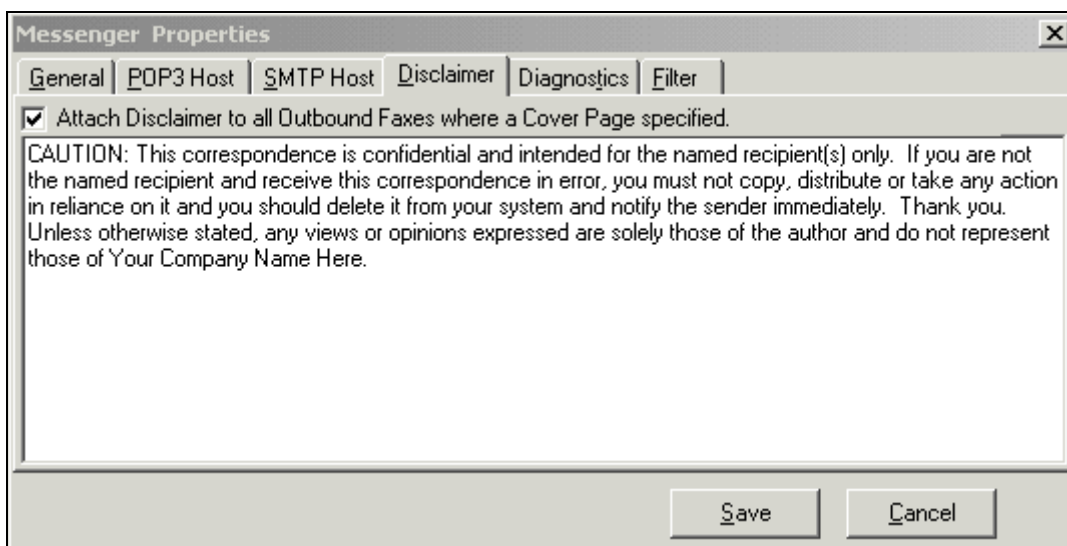 Messenger Properties
General POP3 Host SMTP Host Disclaimer Diagnostics Filter
Attach Disclaimer to all Outbound Faxes where a Cover Page specified.
CAUTION: This correspondence is confidential and intended for the named recipient(s) only. If you are not
the named recipient and receive this correspondence in error, you must not copy, distribute or take any action
in reliance on it and you should delete it from your system and notify the sender immediately. Thank you.
Unless otherwise stated, any views or opinions expressed are solely those of the author and do not represent
those of Your Company Name Here.
Save Cancel